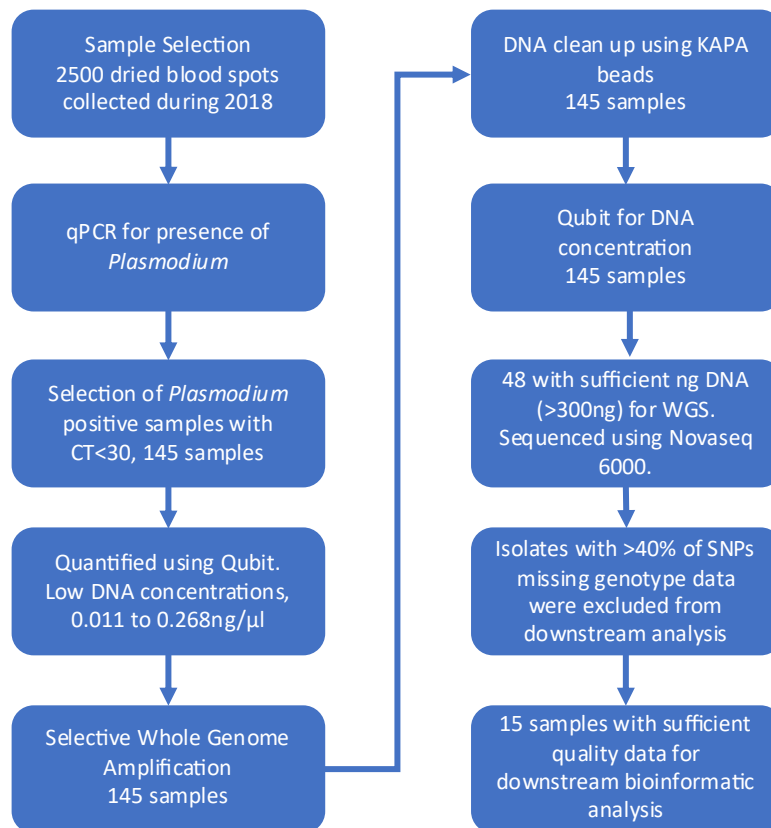 Sample Selection
2500 dried blood spots
collected during 2018
qPCR for presence of
Plasmodium
Selection of Plasmodium
positive samples with
CT<30, 145 samples
Quantified using Qubit.
Low DNA concentrations,
0.011 to 0.268ng/µl
Selective Whole Genome
Amplification
145 samples
DNA clean up using KAPA
beads
145 samples
Qubit for DNA
concentration
145 samples
48 with sufficient ng DNA
(>300ng) for WGS.
Sequenced using Novaseq
6000.
Isolates with >40% of SNPs
missing genotype data
were excluded from
downstream analysis
15 samples with sufficient
quality data for
downstream bioinformatic
analysis